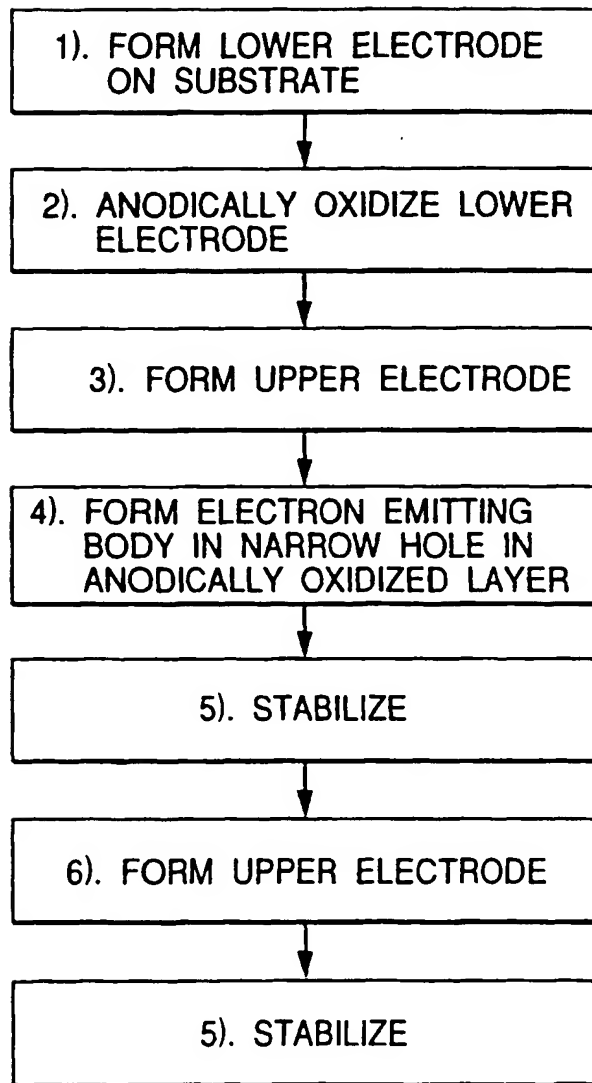 1). FORM LOWER ELECTRODE
ON SUBSTRATE
2). ANODICALLY OXIDIZE LOWER
ELECTRODE
3). FORM UPPER ELECTRODE
4). FORM ELECTRON EMITTING
BODY IN NARROW HOLE IN
ANODICALLY OXIDIZED LAYER
5). STABILIZE
6). FORM UPPER ELECTRODE
5). STABILIZE